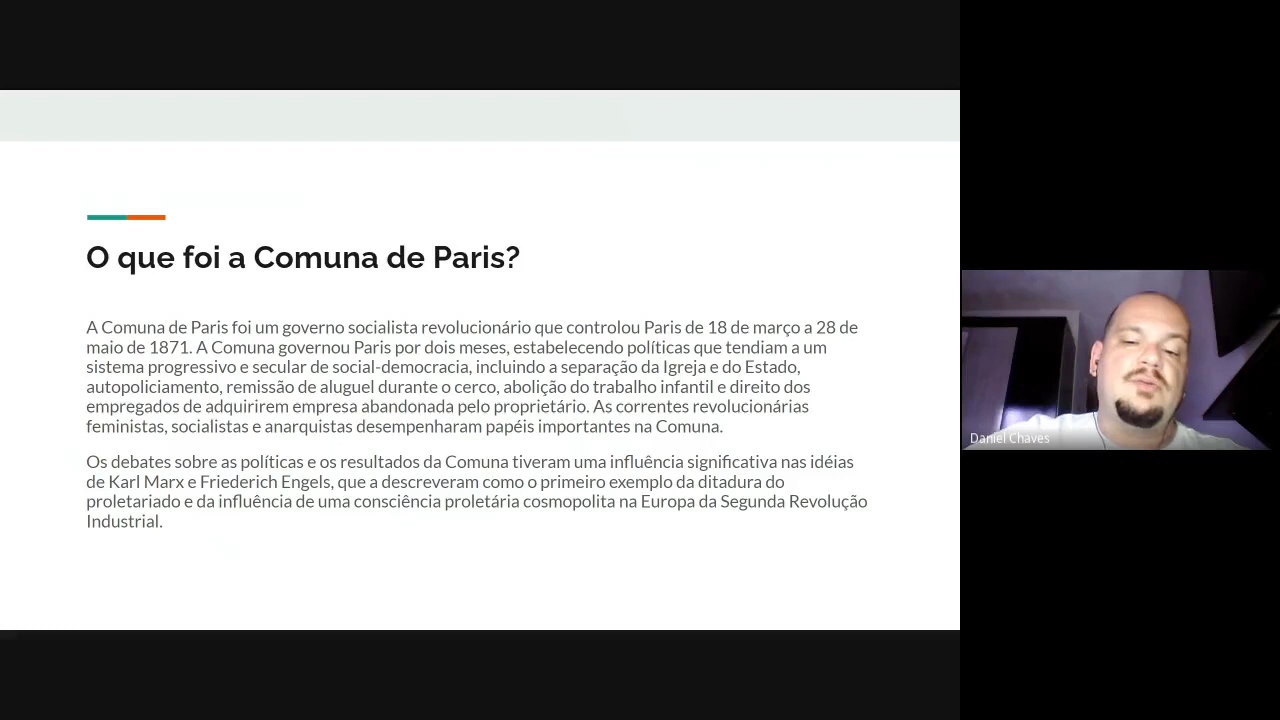 O que foi a Comuna de Paris?
A Comuna de Paris foi um governo socialista revolucionário que controlou Paris de 18 de março a 28 de
maio de 1871. A Comuna governou Paris por dois meses, estabelecendo políticas que tendiam a um
sistema progressivo e secular de social-democracia, incluindo a separação da Igreja e do Estado,
autopoliciamento, remissão de aluguel durante o cerco, abolição do trabalho infantil e direito dos
empregados de adquirirem empresa abandonada pelo proprietário. As correntes revolucionárias
feministas, socialistas e anarquistas desempenharam papéis importantes na Comuna.
Os debates sobre as políticas e os resultados da Comuna tiveram uma influência significativa nas idéias
de Karl Marx e Friederich Engels, que a descreveram como o primeiro exemplo da ditadura do
proletariado e da influência de uma consciência proletária cosmopolita na Europa da Segunda Revolução
Industrial.
Daniel Chaves